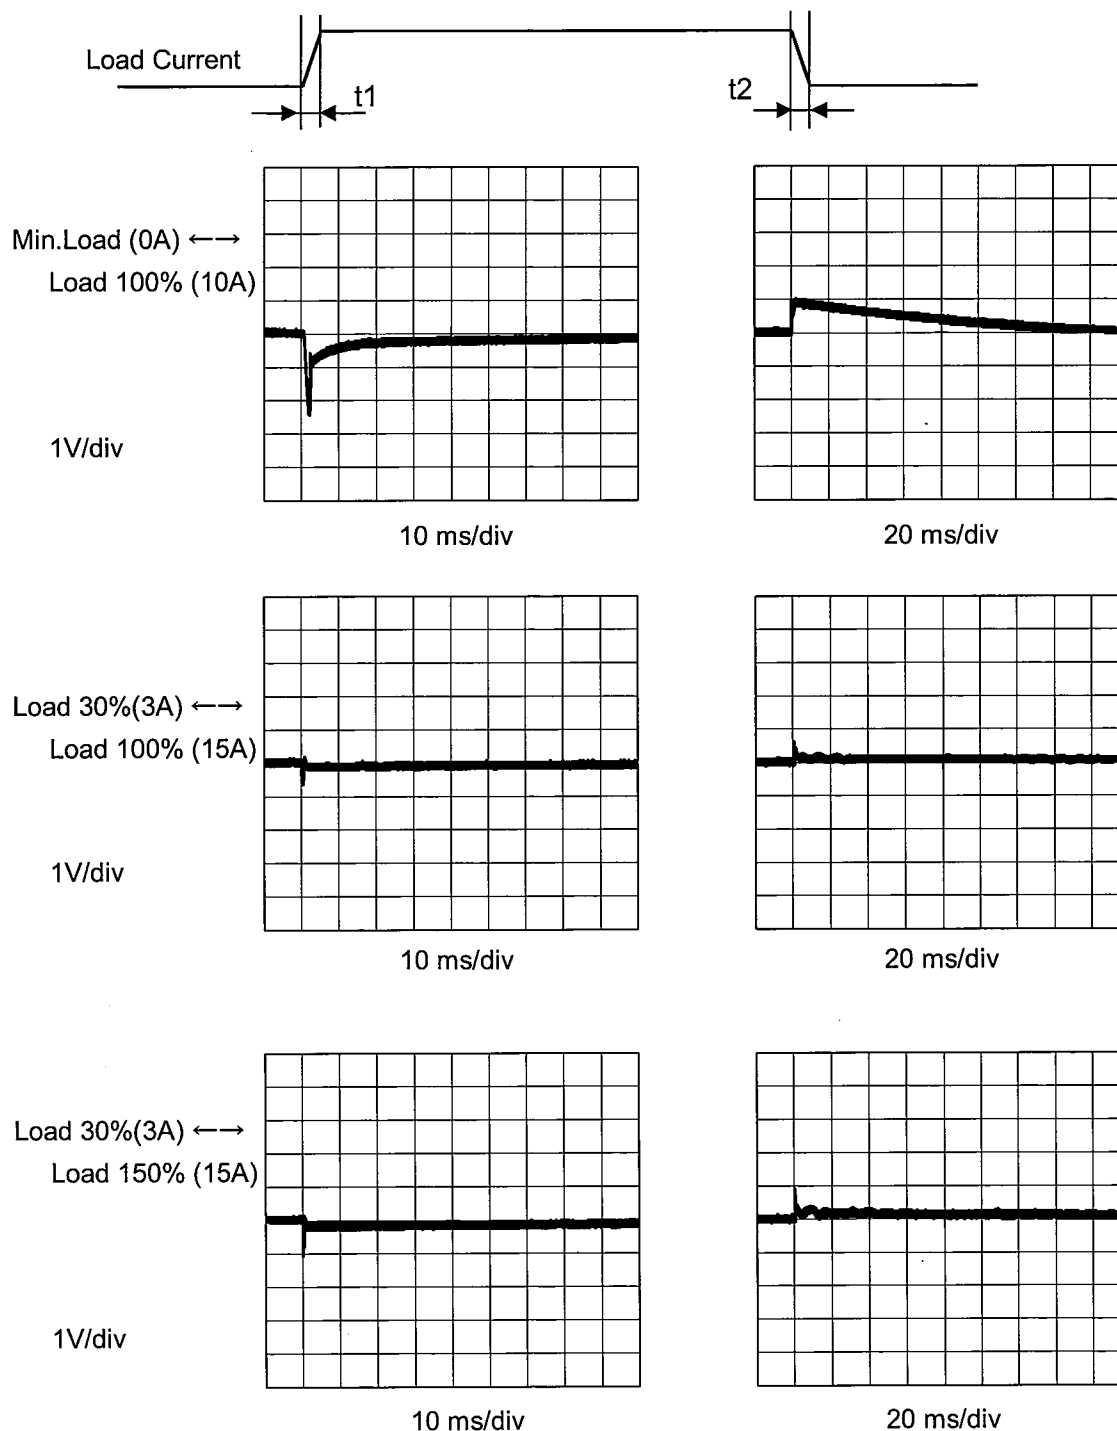 Load Current
t1
t2
Min.Load (0A) ←→
Load 100% (10A)
1V/div
10 ms/div
20 ms/div
Load 30%(3A) ←→
Load 100% (15A)
1V/div
10 ms/div
20 ms/div
Load 30%(3A) ←→
Load 150% (15A)
1V/div
10 ms/div
20 ms/div